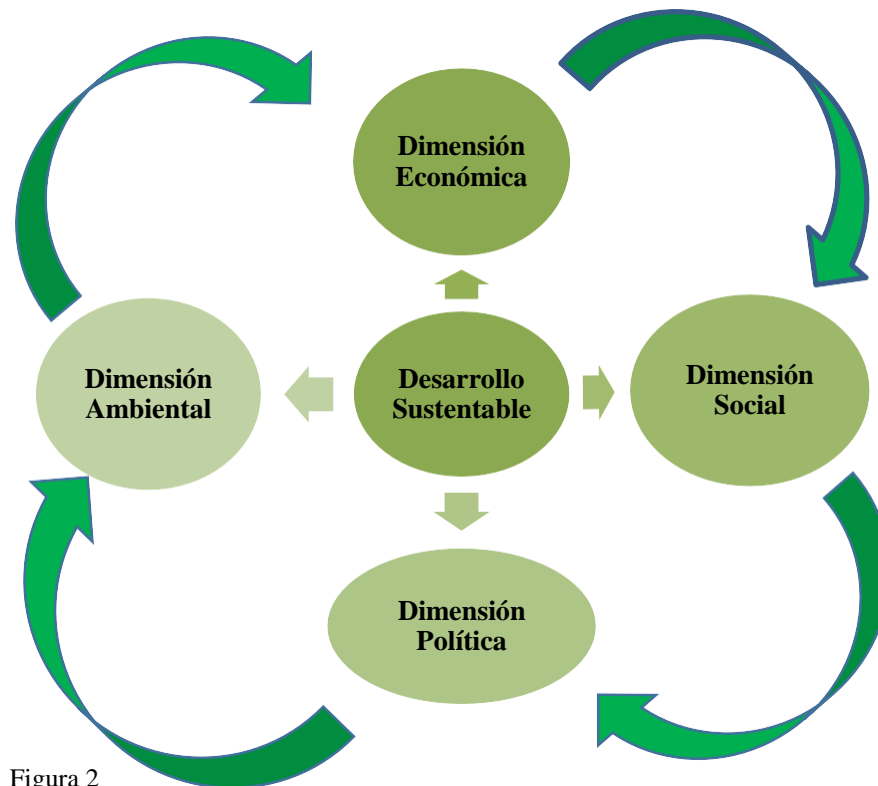 Dimensión
Económica
Dimensión
Ambiental
Desarrollo
Sustentable
Dimensión
Social
Dimensión
Política
Figura 2